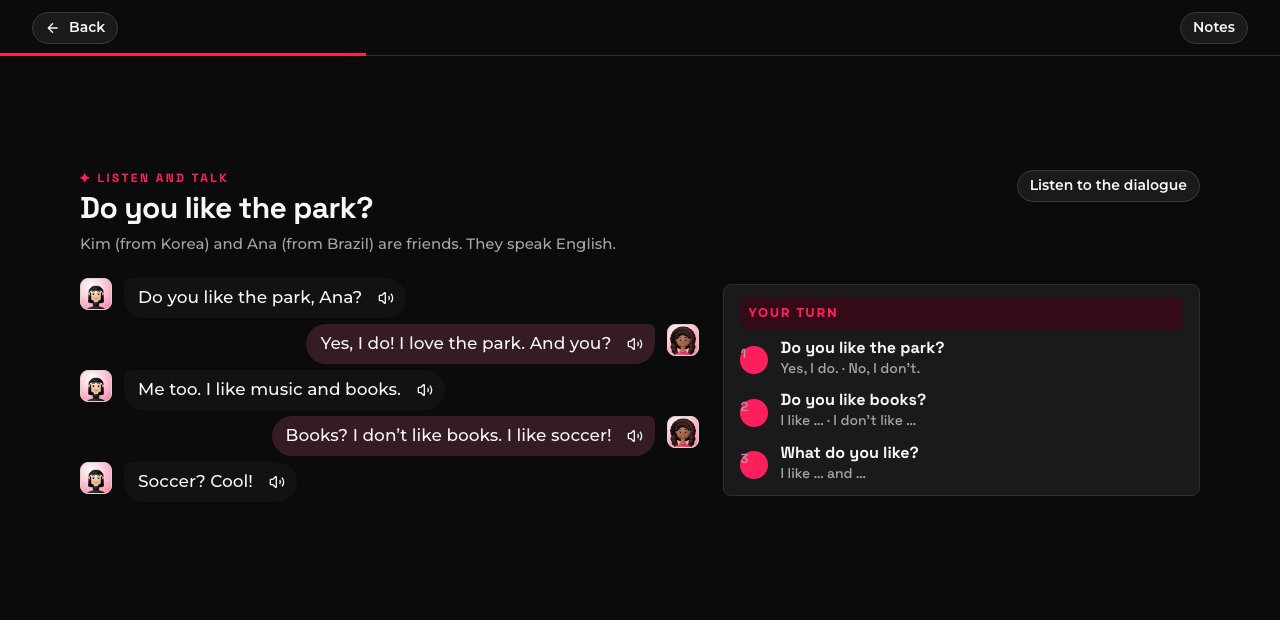 Back
Notes
LISTEN AND TALK
Do you like the park?
Kim (from Korea) and Ana (from Brazil) are friends. They speak English.
Listen to the dialogue
Do you like the park, Ana?
Yes, I do! I love the park. And you?
Me too. I like music and books.
Books? I don’t like books. I like soccer!
Soccer? Cool!
YOUR TURN
1
Do you like the park?
Yes, I do. · No, I don’t.
2
Do you like books?
I like ... · I don’t like ...
3
What do you like?
I like ... and ...